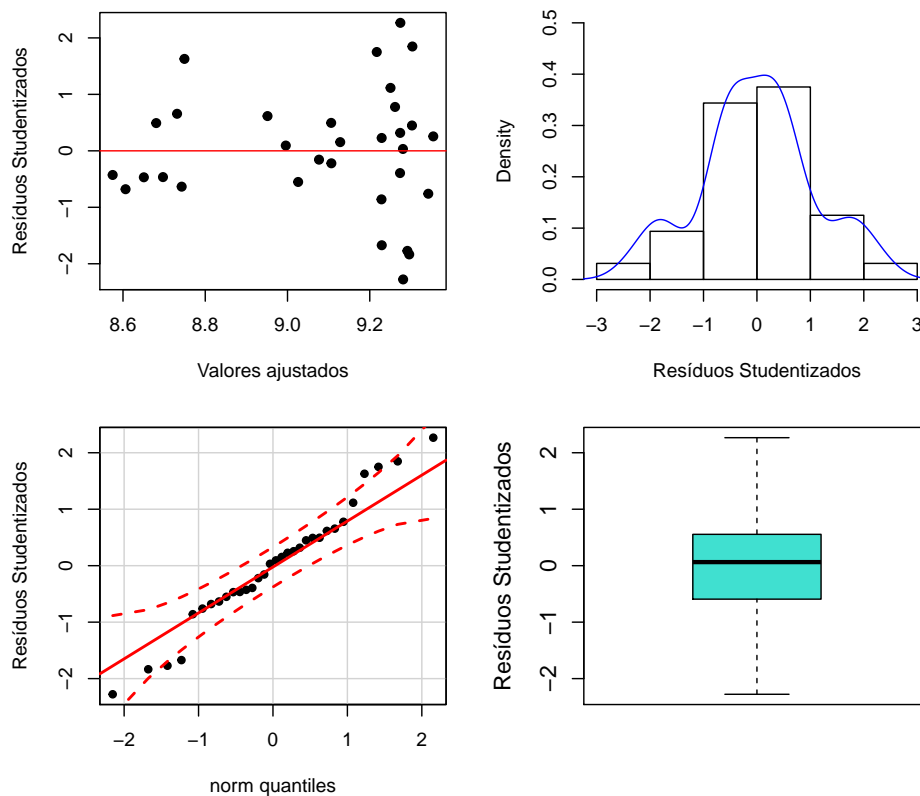 Resíduos Studentizados
2
1
0
−1
−2
8.6 8.8 9.0 9.2
Valores ajustados
Density
0.5
0.4
0.3
0.2
0.1
0.0
−3 −2 −1 0 1 2 3
Resíduos Studentizados
Resíduos Studentizados
2
1
0
−1
−2
−2 −1 0 1 2
norm quantiles
Resíduos Studentizados
2
1
0
−1
−2